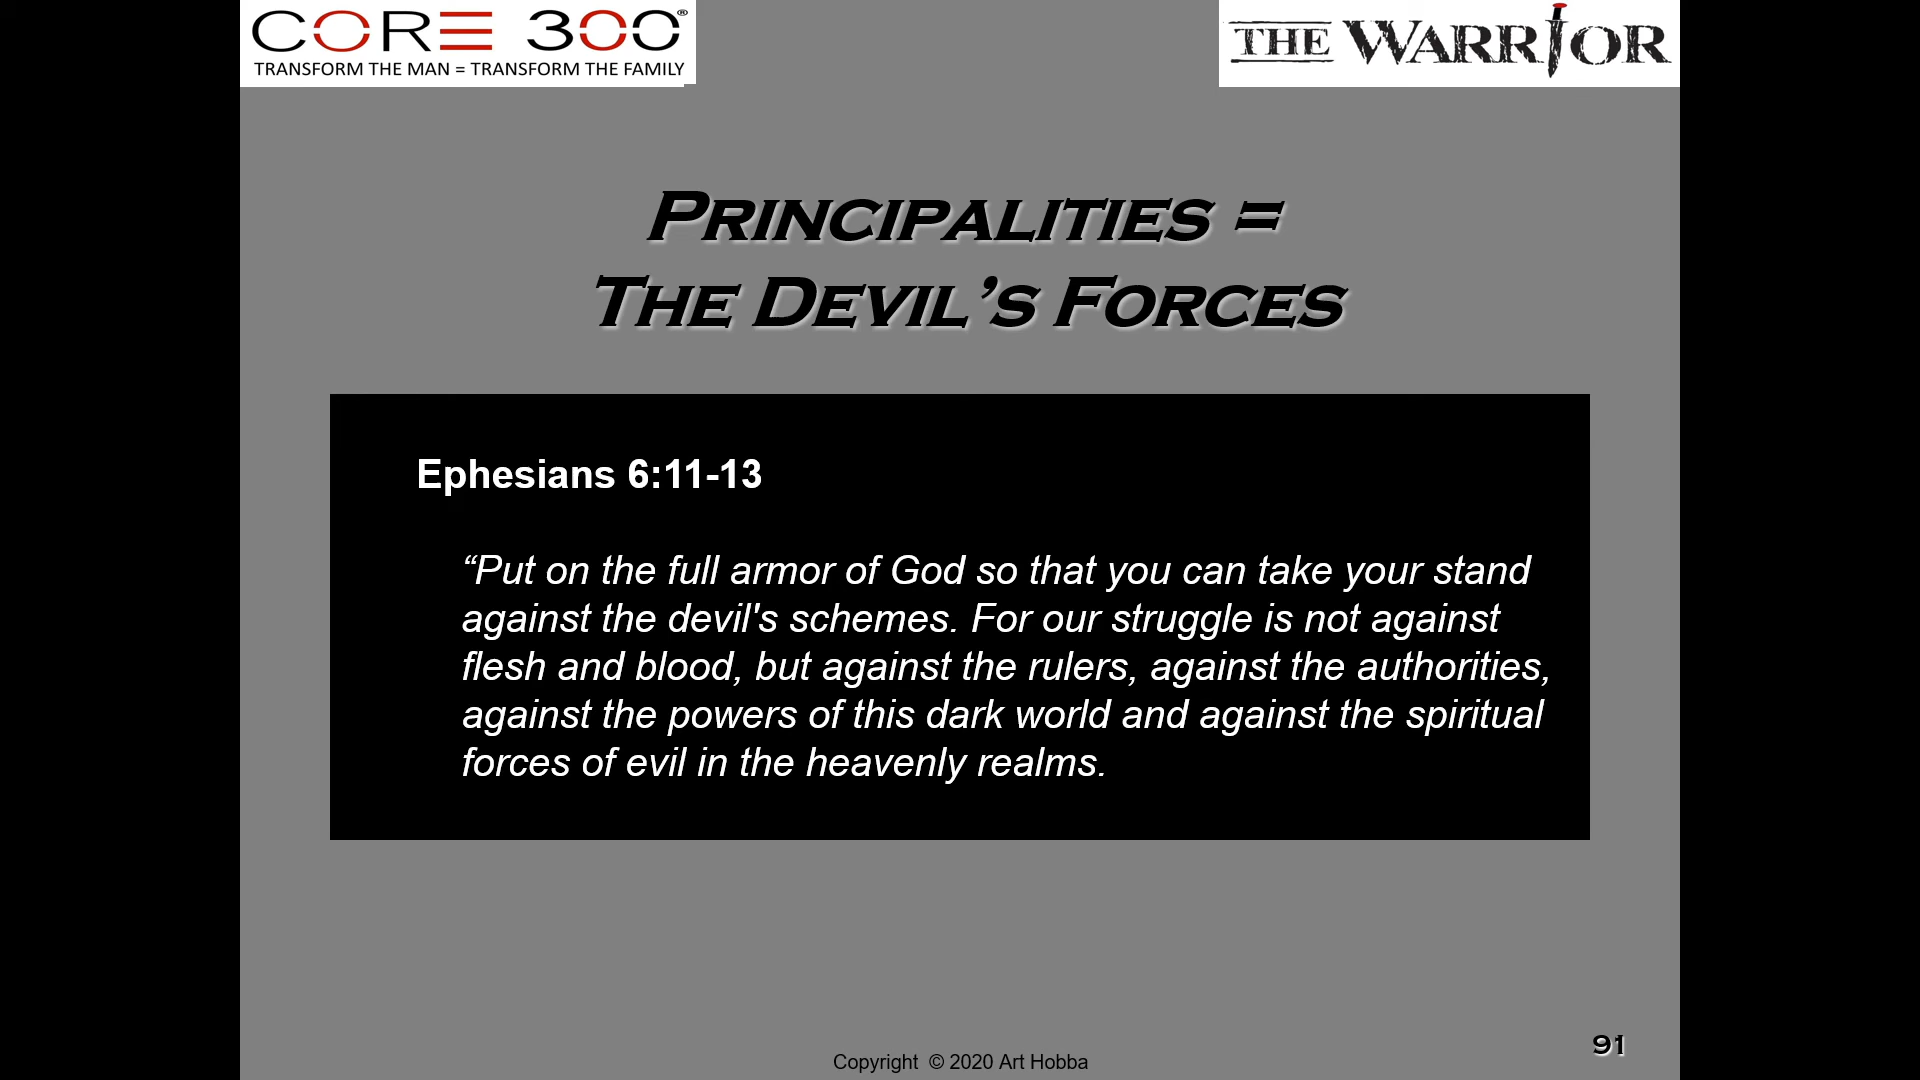 CORE 300®
TRANSFORM THE MAN = TRANSFORM THE FAMILY
THE WARRIOR
PRINCIPALITIES =
THE DEVIL’S FORCES
Ephesians 6:11-13
“Put on the full armor of God so that you can take your stand
against the devil's schemes. For our struggle is not against
flesh and blood, but against the rulers, against the authorities,
against the powers of this dark world and against the spiritual
forces of evil in the heavenly realms.
91
Copyright © 2020 Art Hobba